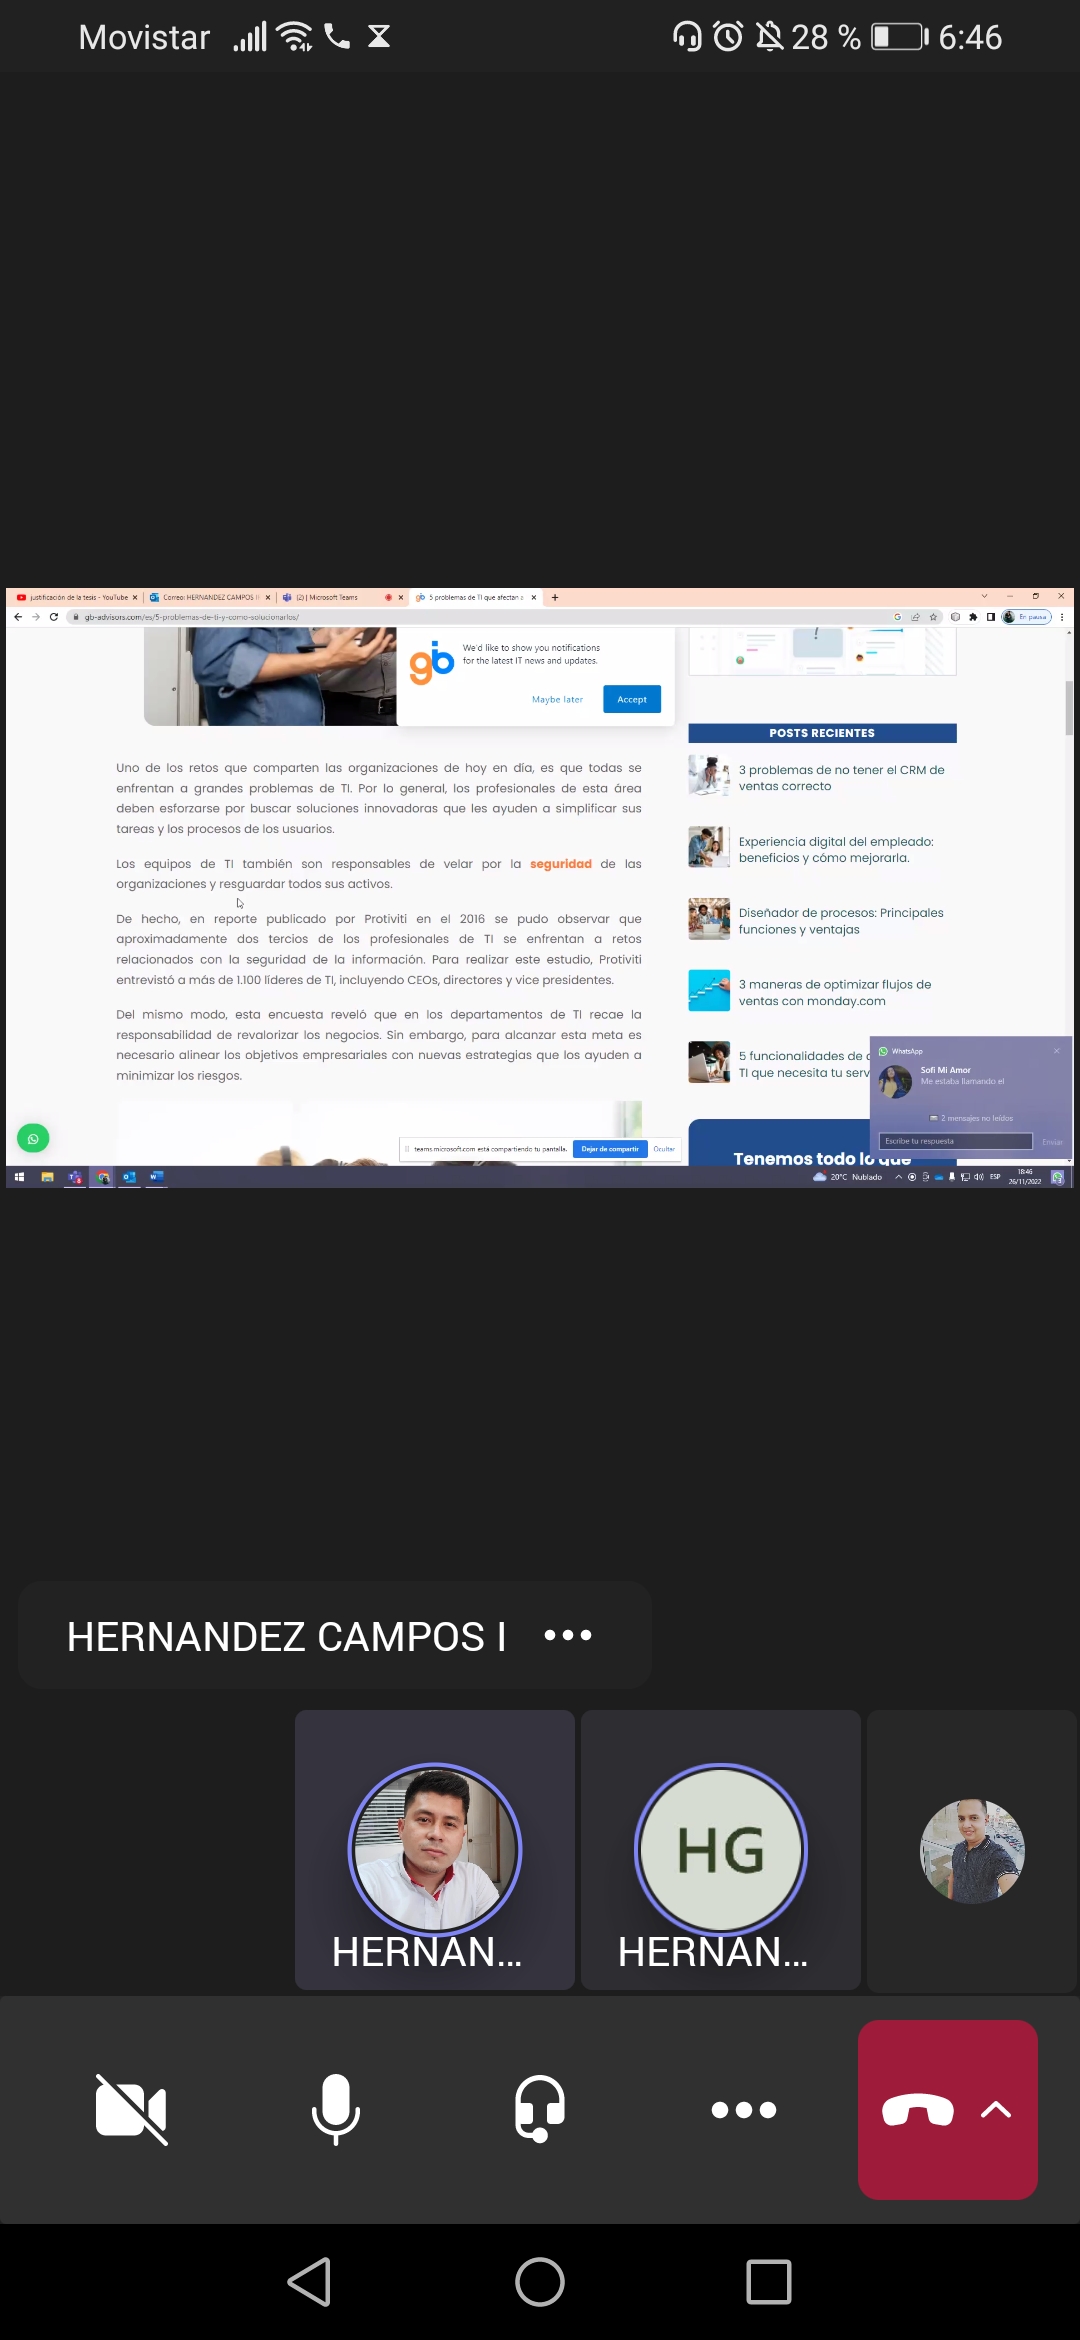 Movistar 28 % 6:46
justificación de la tesis - YouTube
Correo: HERNANDEZ CAMPOS
(2) | Microsoft Teams
5 problemas de TI que afectan a
gb-advisors.com/es/5-problemas-de-ti-y-como-solucionarlos/
En pausa
gb
We'd like to show you notifications
for the latest IT news and updates.
Maybe later Accept
Uno de los retos que comparten las organizaciones de hoy en día, es que todas se
enfrentan a grandes problemas de TI. Por lo general, los profesionales de esta área
deben esforzarse por buscar soluciones innovadoras que les ayuden a simplificar sus
tareas y los procesos de los usuarios.
Los equipos de TI también son responsables de velar por la seguridad de las
organizaciones y resguardar todos sus activos.
De hecho, en reporte publicado por Protiviti en el 2016 se pudo observar que
aproximadamente dos tercios de los profesionales de TI se enfrentan a retos
relacionados con la seguridad de la información. Para realizar este estudio, Protiviti
entrevistó a más de 1.100 líderes de TI, incluyendo CEOs, directores y vice presidentes.
Del mismo modo, esta encuesta reveló que en los departamentos de TI recae la
responsabilidad de revalorizar los negocios. Sin embargo, para alcanzar esta meta es
necesario alinear los objetivos empresariales con nuevas estrategias que los ayuden a
minimizar los riesgos.
POSTS RECIENTES
3 problemas de no tener el CRM de
ventas correcto
Experiencia digital del empleado:
beneficios y cómo mejorarla.
Diseñador de procesos: Principales
funciones y ventajas
3 maneras de optimizar flujos de
ventas con monday.com
5 funcionalidades de
TI que necesita tu serv
Tenemos todo lo que
WhatsApp
Sofi Mi Amor
Me estaba llamando el
2 mensajes no leídos
Escribe tu respuesta Enviar
teams.microsoft.com está compartiendo tu pantalla. Dejar de compartir Ocultar
20°C Nublado ESP 18:46
26/11/2022
HERNANDEZ CAMPOS I
HG
HERNAN... HERNAN...